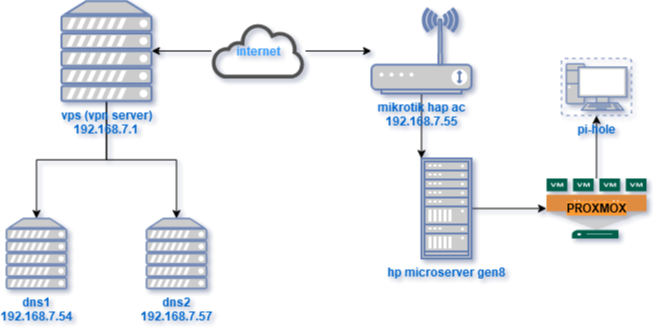 internet
vps (vpn server)
192.168.7.1
mikrotik hap ac
192.168.7.55
pi-hole
VM VM VM VM
PROXMOX
hp microserver gen8
dns1
192.168.7.54
dns2
192.168.7.57